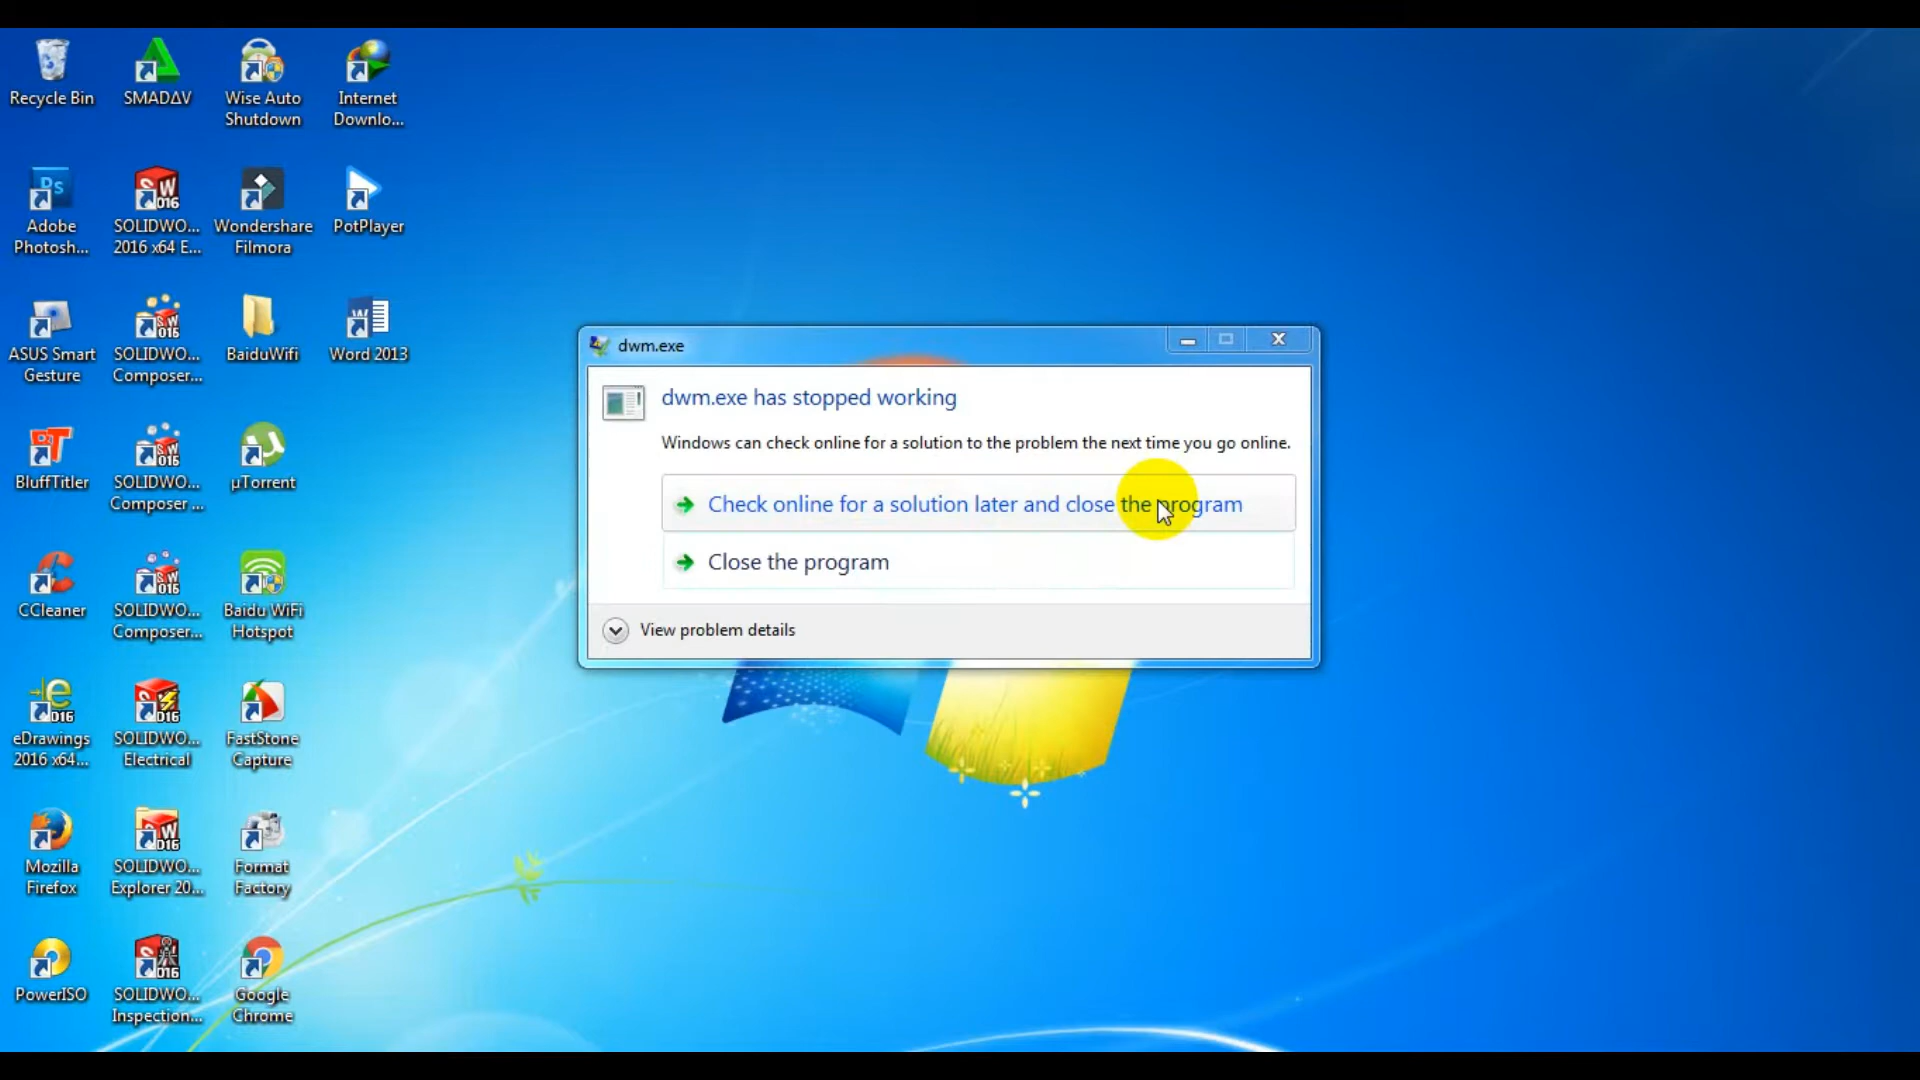 Recycle Bin
SMADΔV
Wise Auto
Shutdown
Internet
Downlo...
Adobe
Photosh...
SOLIDWO...
2016 x64 E...
Wondershare
Filmora
PotPlayer
ASUS Smart
Gesture
SOLIDWO...
Composer...
BaiduWifi
Word 2013
BluffTitler
SOLIDWO...
Composer ...
µTorrent
CCleaner
SOLIDWO...
Composer...
Baidu WiFi
Hotspot
eDrawings
2016 x64...
SOLIDWO...
Electrical
FastStone
Capture
Mozilla
Firefox
SOLIDWO...
Explorer 20...
Format
Factory
PowerISO
SOLIDWO...
Inspection...
Google
Chrome
dwm.exe
dwm.exe has stopped working
Windows can check online for a solution to the problem the next time you go online.
Check online for a solution later and close the program
Close the program
View problem details